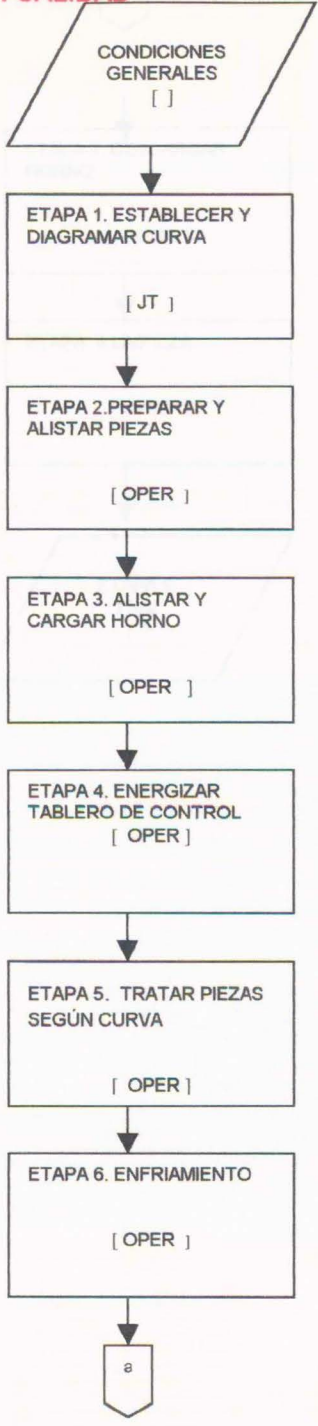 CONDICIONES
GENERALES
[ ]
ETAPA 1. ESTABLECER Y
DIAGRAMAR CURVA
[ JT ]
ETAPA 2.PREPARAR Y
ALISTAR PIEZAS
[ OPER ]
ETAPA 3. ALISTAR Y
CARGAR HORNO
[ OPER ]
ETAPA 4. ENERGIZAR
TABLERO DE CONTROL
[ OPER ]
ETAPA 5. TRATAR PIEZAS
SEGÚN CURVA
[ OPER ]
ETAPA 6. ENFRIAMIENTO
[ OPER ]
a